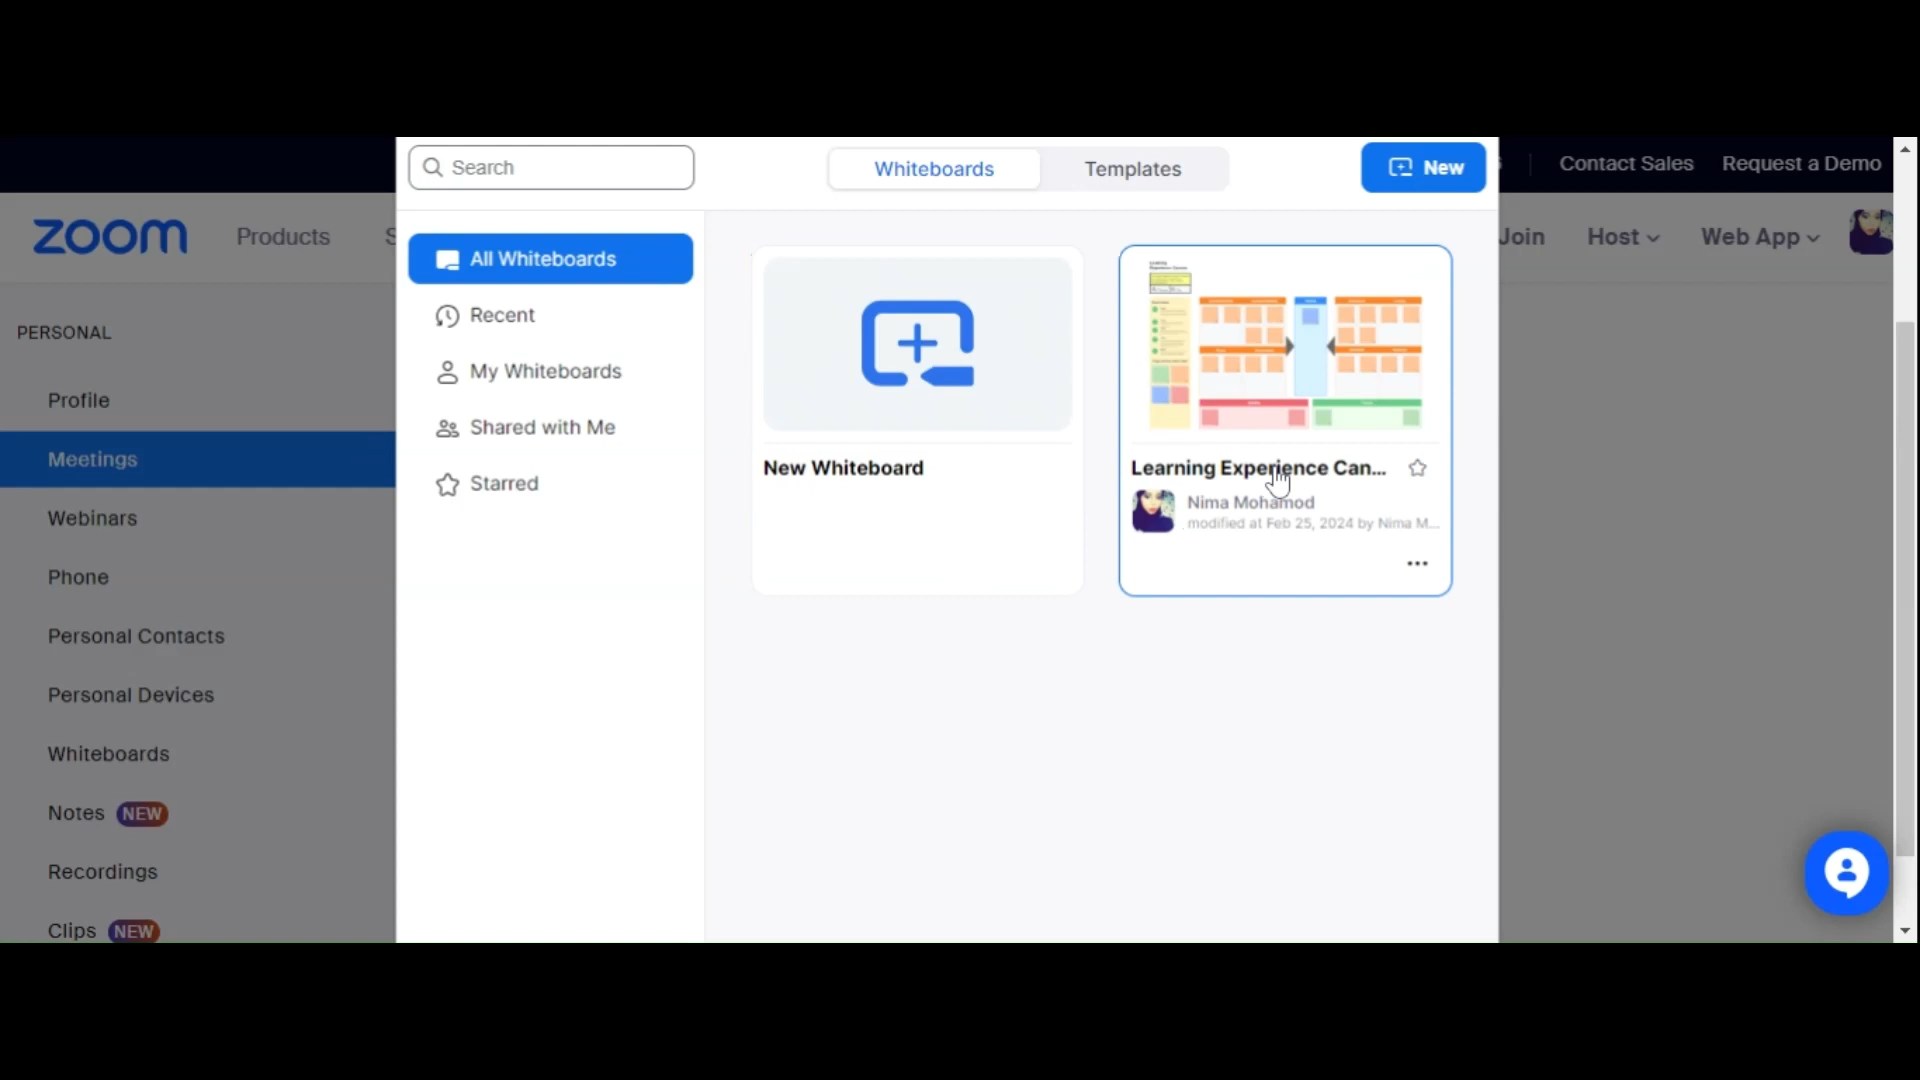 Search
Whiteboards
Templates
New
Contact Sales
Request a Demo
zoom
Products
Join
Host
Web App
All Whiteboards
Recent
My Whiteboards
Shared with Me
Starred
PERSONAL
Profile
Meetings
Webinars
Phone
Personal Contacts
Personal Devices
Whiteboards
Notes NEW
Recordings
Clips NEW
New Whiteboard
Learning Experience Can...
Nima Mohamod
modified at Feb 25, 2024 by Nima M...